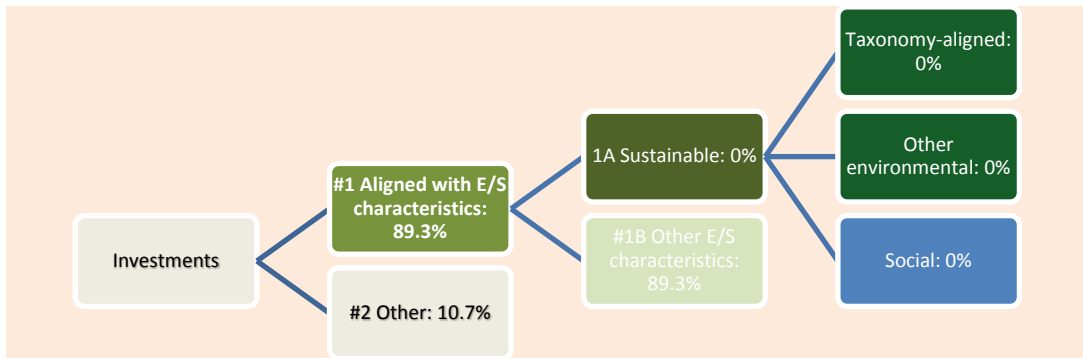 Investments
#1 Aligned with E/S
characteristics:
89.3%
#2 Other: 10.7%
1A Sustainable: 0%
#1B Other E/S
characteristics:
89.3%
Taxonomy-aligned:
0%
Other
environmental: 0%
Social: 0%